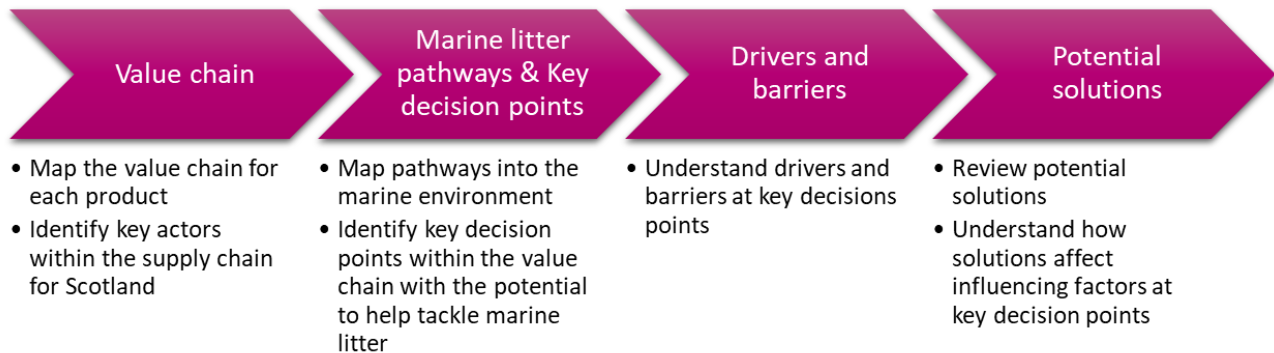 Value chain
Marine litter
pathways & Key
decision points
Drivers and
barriers
Potential
solutions
• Map the value chain for
each product
• Identify key actors
within the supply chain
for Scotland
• Map pathways into the
marine environment
• Identify key decision
points within the value
chain with the potential
to help tackle marine
litter
• Understand drivers and
barriers at key decisions
points
• Review potential
solutions
• Understand how
solutions affect
influencing factors at
key decision points